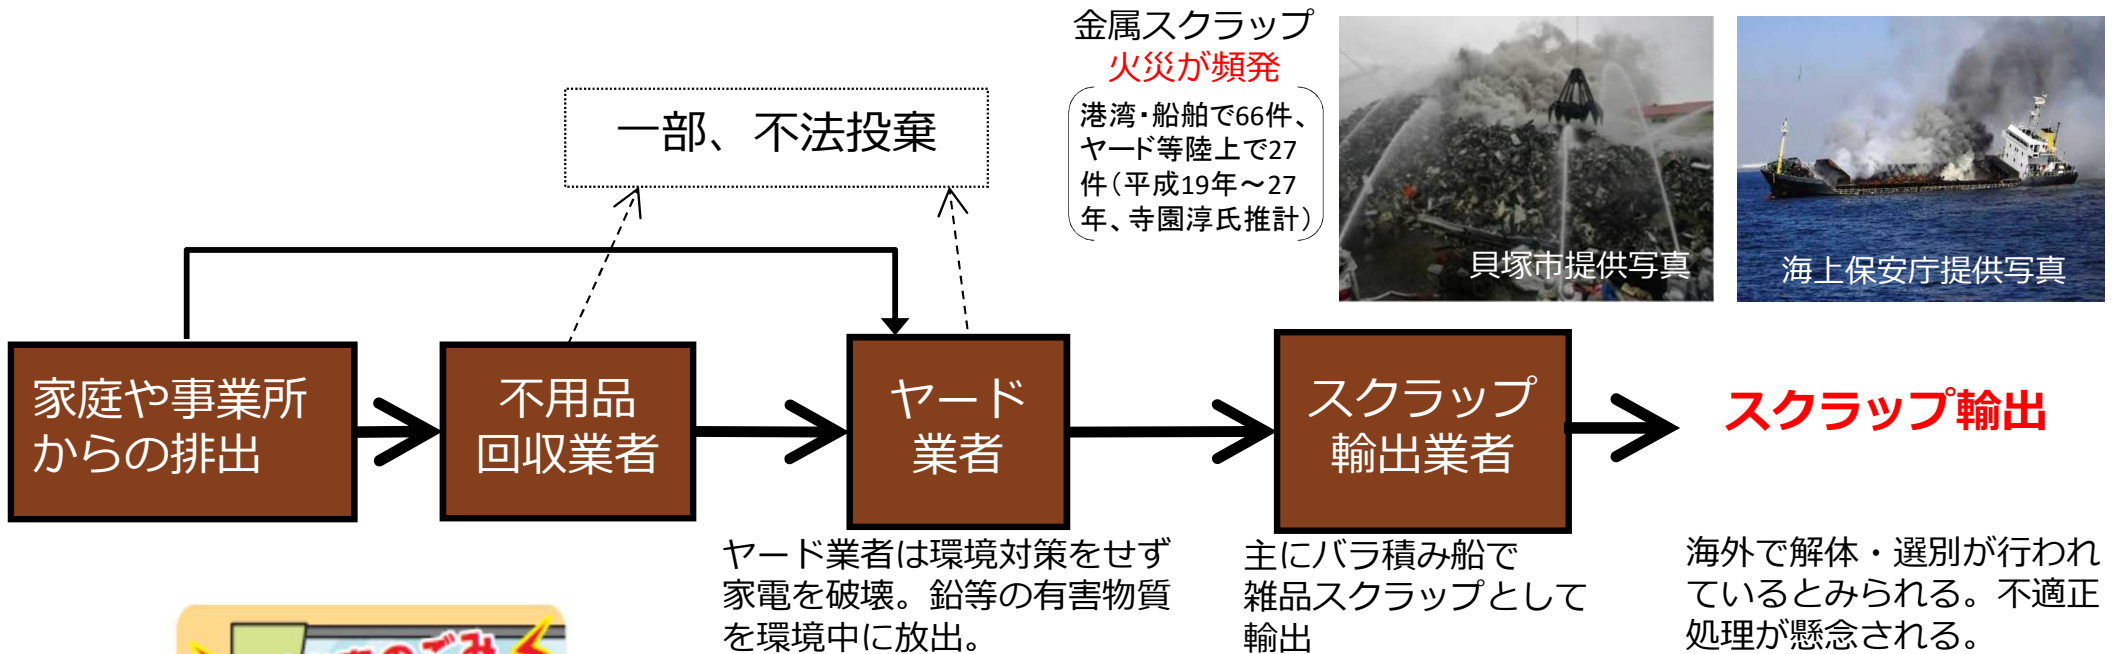 金属スクラップ
火災が頻発
港湾・船舶で66件、
ヤード等陸上で27
件（平成19年～27
年、寺園淳氏推計）
貝塚市提供写真
海上保安庁提供写真
一部、不法投棄
家庭や事業所
からの排出
不用品
回収業者
ヤード
業者
スクラップ
輸出業者
スクラップ輸出
ヤード業者は環境対策をせず
家電を破壊。鉛等の有害物質
を環境中に放出。
主にバラ積み船で
雑品スクラップとして
輸出
海外で解体・選別が行われ
ているとみられる。不適正
処理が懸念される。
のごみ